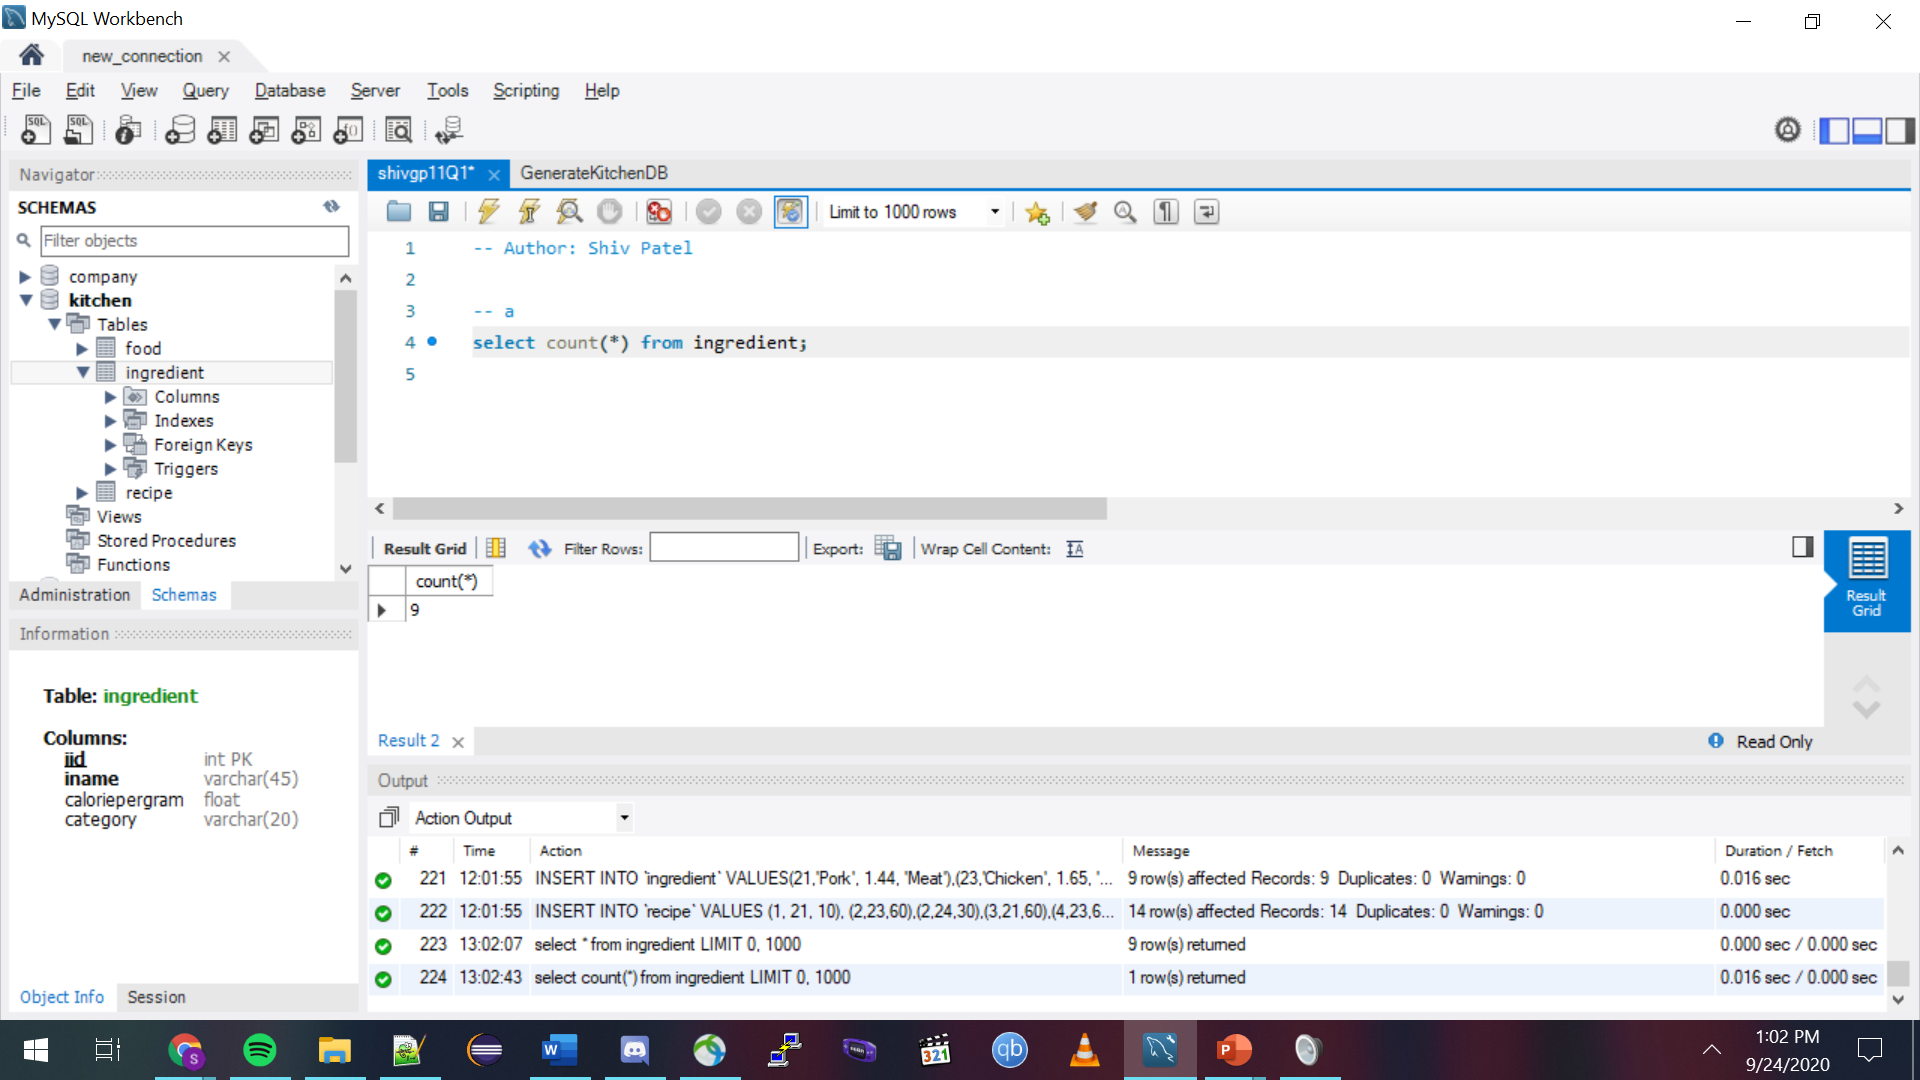 MySQL Workbench
new_connection
File Edit View Query Database Server Tools Scripting Help
Navigator
SCHEMAS
Filter objects
company
kitchen
Tables
food
ingredient
Columns
Indexes
Foreign Keys
Triggers
recipe
Views
Stored Procedures
Functions
Administration Schemas
Information
Table: ingredient
Columns:
iid int PK
iname varchar(45)
caloriepergram float
category varchar(20)
Object Info Session
shivgp11Q1* GenerateKitchenDB
Limit to 1000 rows
1 -- Author: Shiv Patel
2
3 -- a
4 select count(*) from ingredient;
5
Result Grid Filter Rows: Export: Wrap Cell Content:
count(*)
9
Result Grid
Result 2 Read Only
Output
Action Output
# Time Action Message Duration / Fetch
221 12:01:55 INSERT INTO `ingredient` VALUES(21,'Pork', 1.44, 'Meat'),(23,'Chicken', 1.65, '... 9 row(s) affected Records: 9 Duplicates: 0 Warnings: 0 0.016 sec
222 12:01:55 INSERT INTO `recipe` VALUES (1, 21, 10), (2,23,60),(2,24,30),(3,21,60),(4,23,6... 14 row(s) affected Records: 14 Duplicates: 0 Warnings: 0 0.000 sec
223 13:02:07 select * from ingredient LIMIT 0, 1000 9 row(s) returned 0.000 sec / 0.000 sec
224 13:02:43 select count(*) from ingredient LIMIT 0, 1000 1 row(s) returned 0.016 sec / 0.000 sec
1:02 PM
9/24/2020